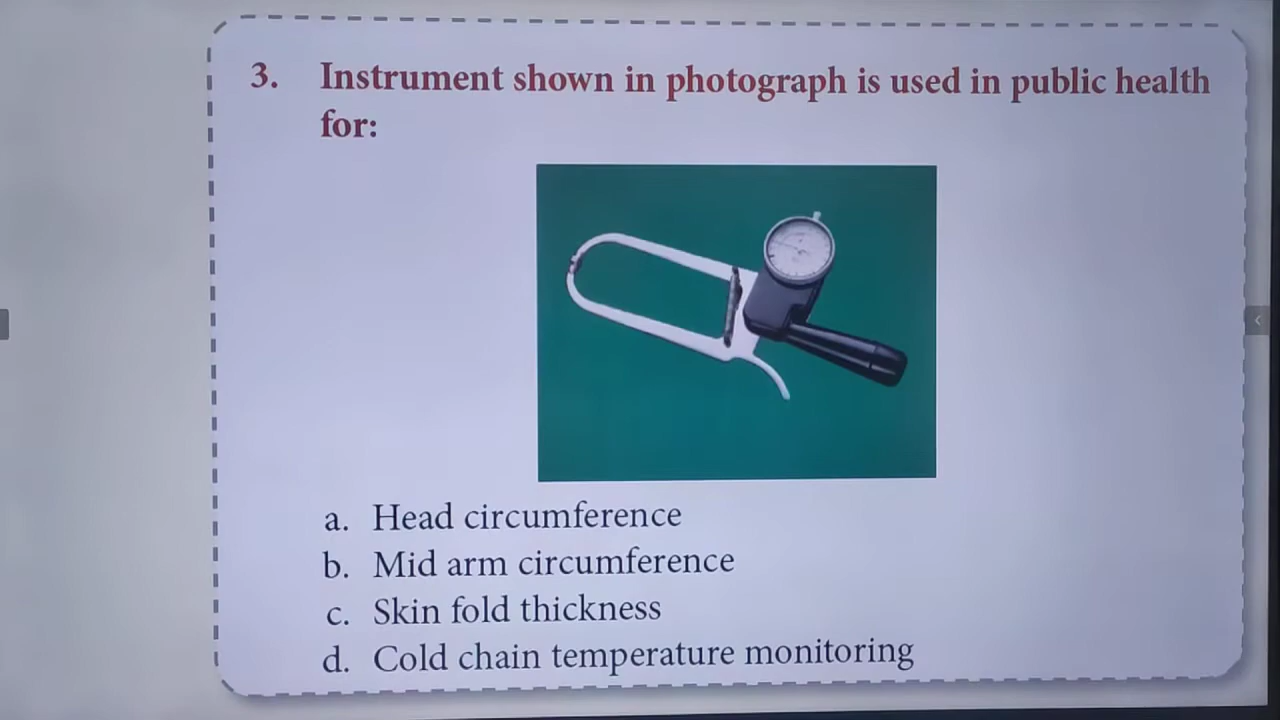 3. Instrument shown in photograph is used in public health
for:
a. Head circumference
b. Mid arm circumference
c. Skin fold thickness
d. Cold chain temperature monitoring